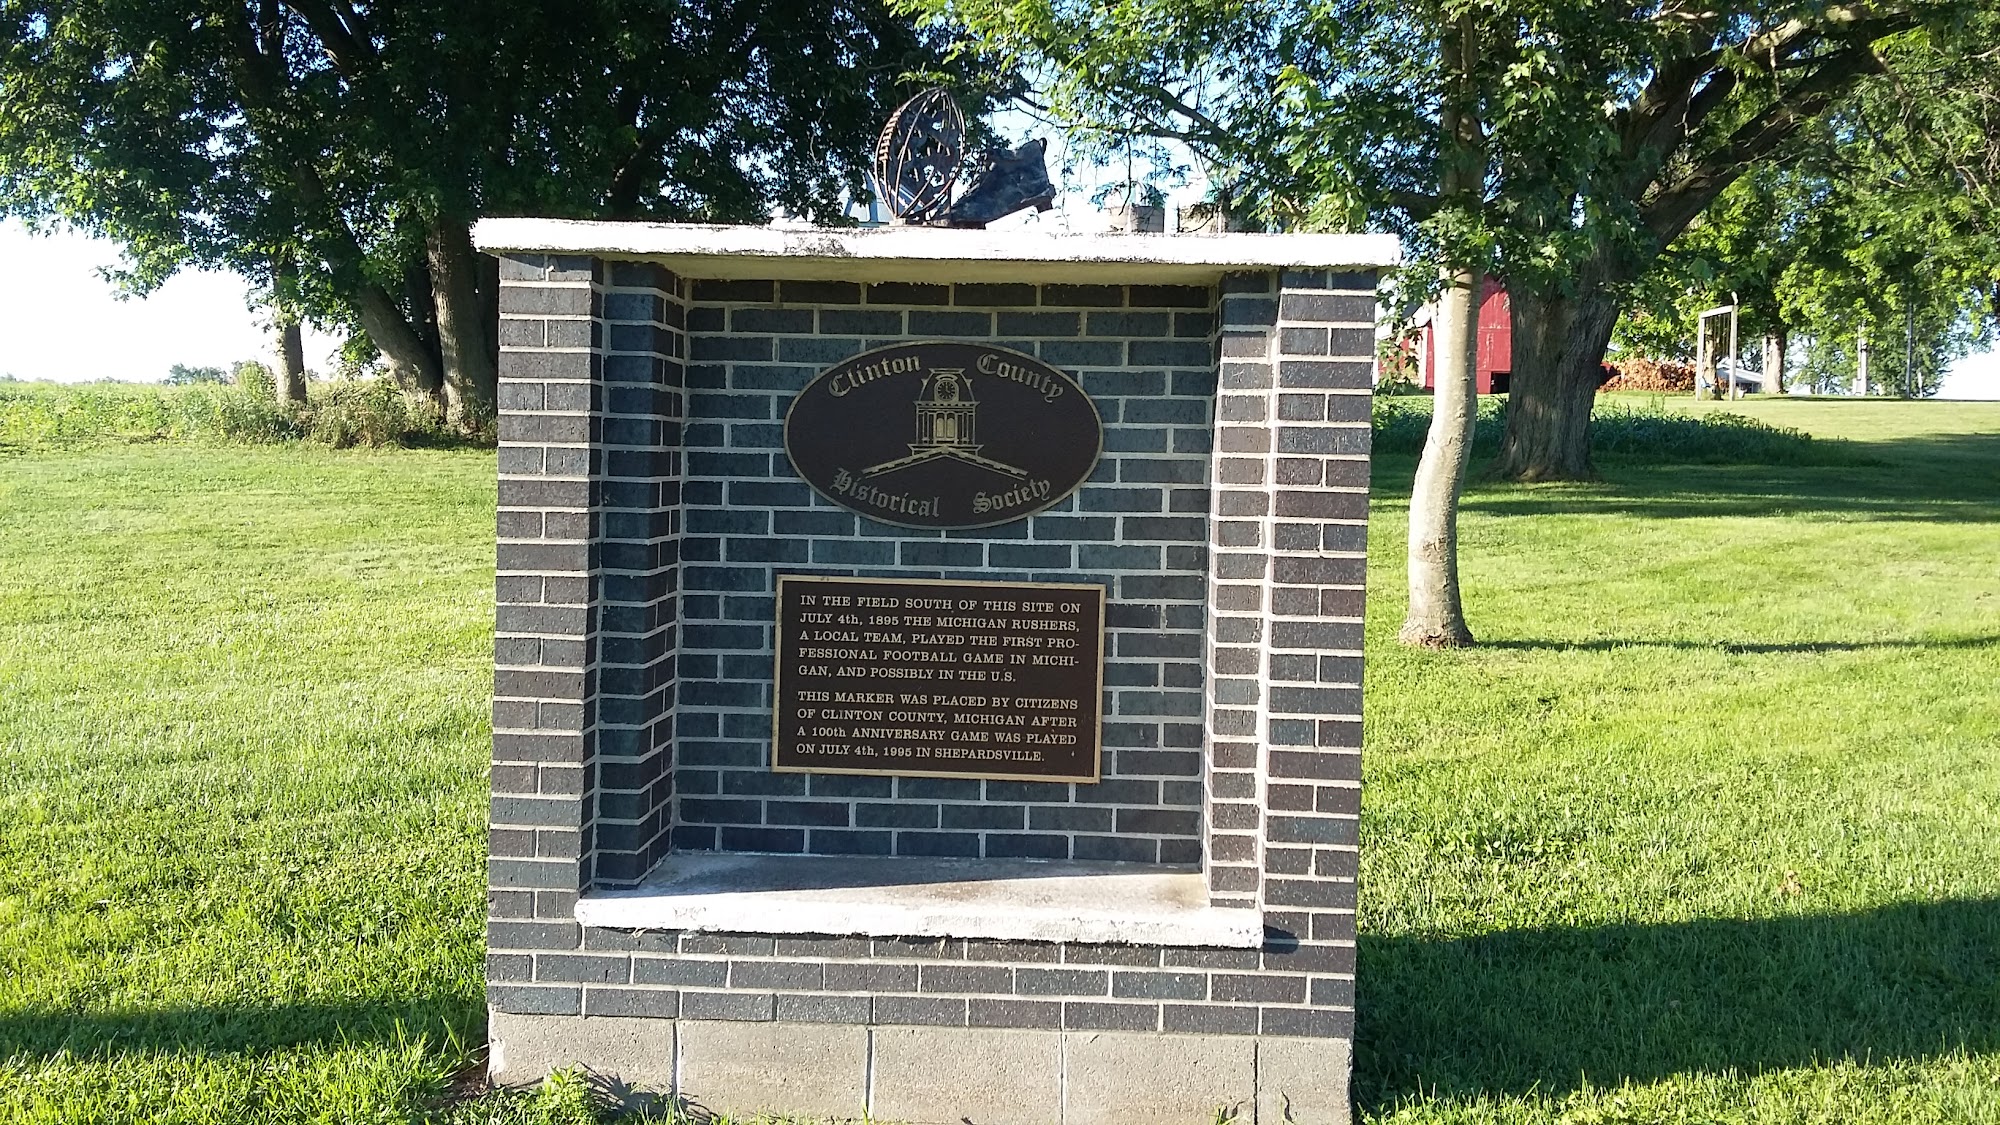 Clinton County
Historical Society
IN THE FIELD SOUTH OF THIS SITE ON
JULY 4th, 1895 THE MICHIGAN RUSHERS,
A LOCAL TEAM, PLAYED THE FIRST PRO-
FESSIONAL FOOTBALL GAME IN MICHI-
GAN, AND POSSIBLY IN THE U.S.
THIS MARKER WAS PLACED BY CITIZENS
OF CLINTON COUNTY, MICHIGAN AFTER
A 100th ANNIVERSARY GAME WAS PLAYED
ON JULY 4th, 1995 IN SHEPARDSVILLE.